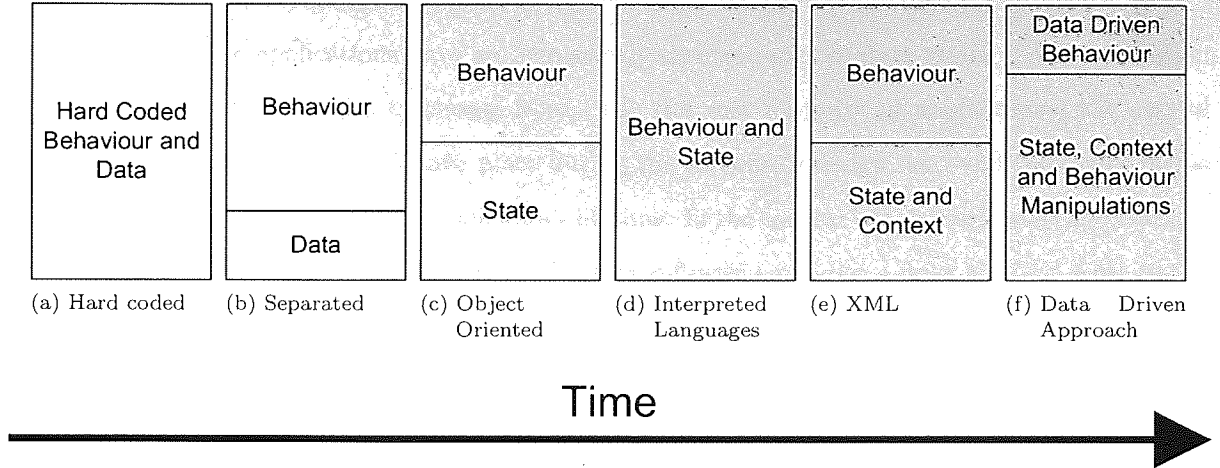 Hard Coded
Behaviour and
Data
Behaviour
Data
Behaviour
State
Behaviour and
State
Behaviour
State and
Context
Data Driven
Behaviour
State, Context
and Behaviour
Manipulations
(a) Hard coded
(b) Separated
(c) Object
Oriented
(d) Interpreted
Languages
(e) XML
(f) Data Driven
Approach
Time